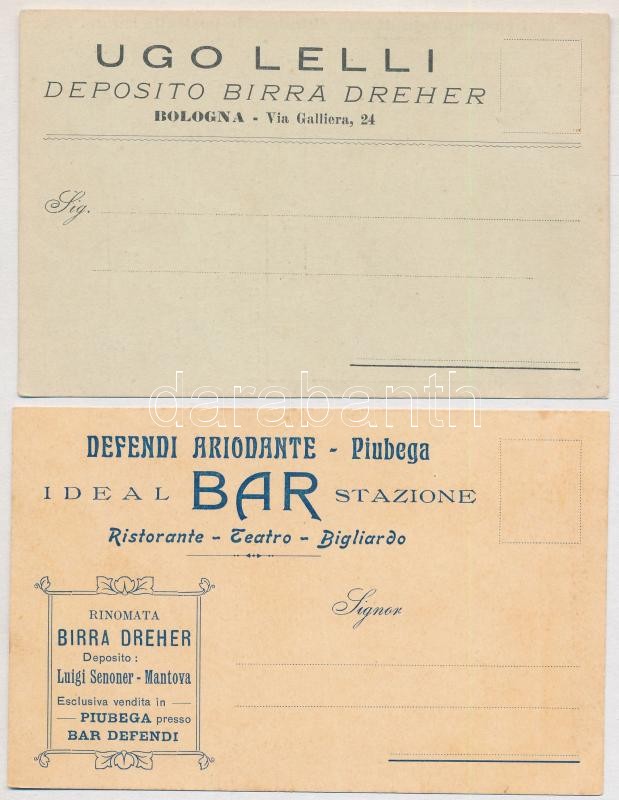 UGO LELLI
DEPOSITO BIRRA DREHER
BOLOGNA - Via Galliera, 24
Sig.
darabanth
DEFENDI ARIODANTE - Piubega
IDEAL BAR STAZIONE
Ristorante - Teatro - Bigliardo
Signor
RINOMATA
BIRRA DREHER
Deposito :
Luigi Senoner - Mantova
Esclusiva vendita in
PIUBEGA presso
BAR DEFENDI